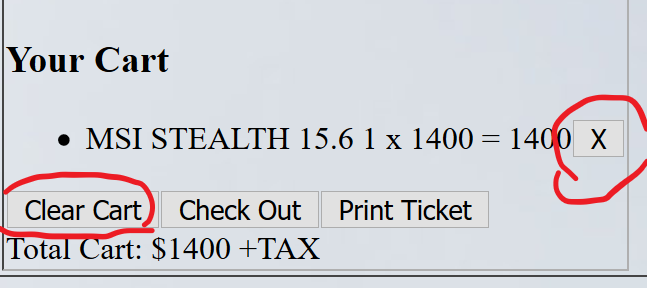 Your Cart
MSI STEALTH 15.6 1 x 1400 = 1400 X
Clear Cart Check Out Print Ticket
Total Cart: $1400 +TAX